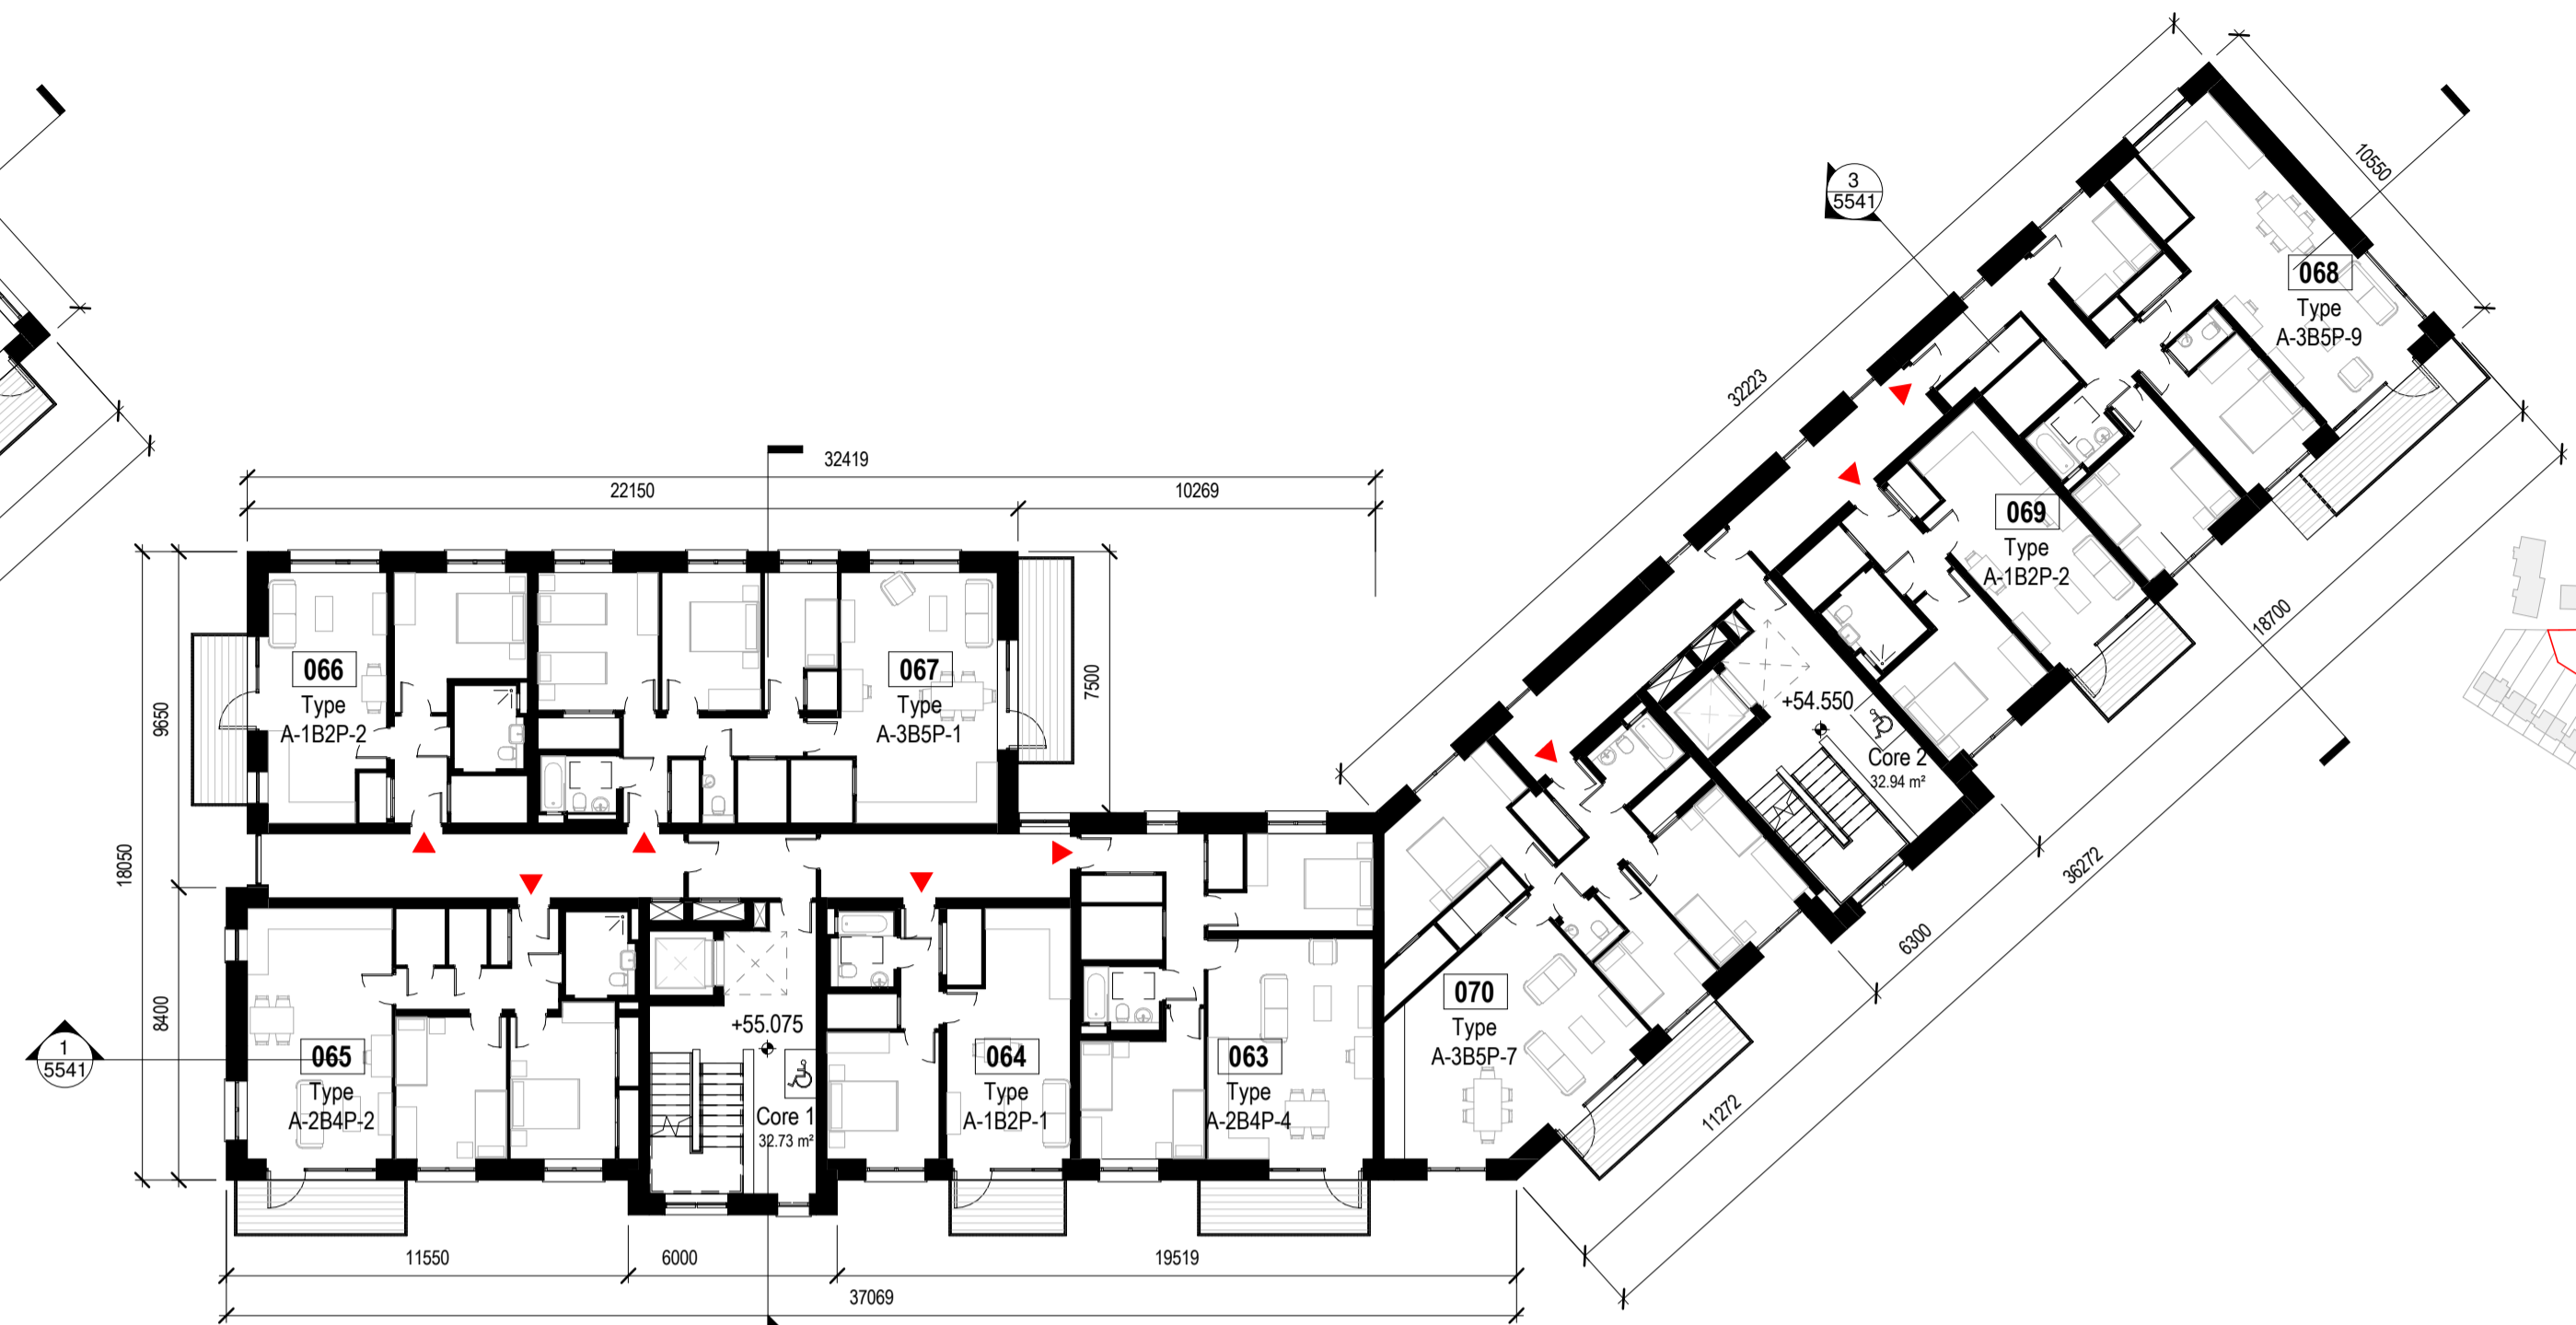 10550
3
5541
068
Type
A-3B5P-9
32223
32419
22150
10269
069
Type
A-1B2P-2
18700
066
Type
A-1B2P-2
067
Type
A-3B5P-1
7500
9650
18050
+54.550
Core 2
32.94 m²
36272
6300
8400
1
5541
065
Type
A-2B4P-2
+55.075
Core 1
32.73 m²
064
Type
A-1B2P-1
063
Type
A-2B4P-4
070
Type
A-3B5P-7
11272
11550
6000
19519
37069